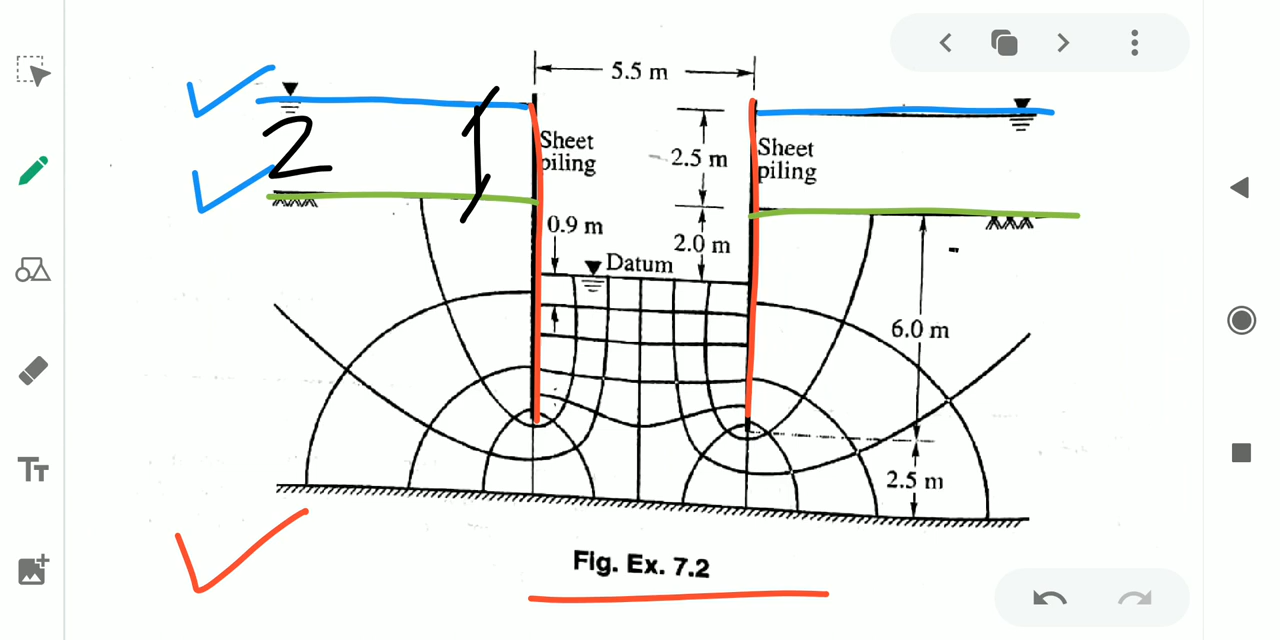 5.5 m
2
Sheet
piling
2.5 m
Sheet
piling
0.9 m
2.0 m
Datum
6.0 m
2.5 m
Fig. Ex. 7.2
TT